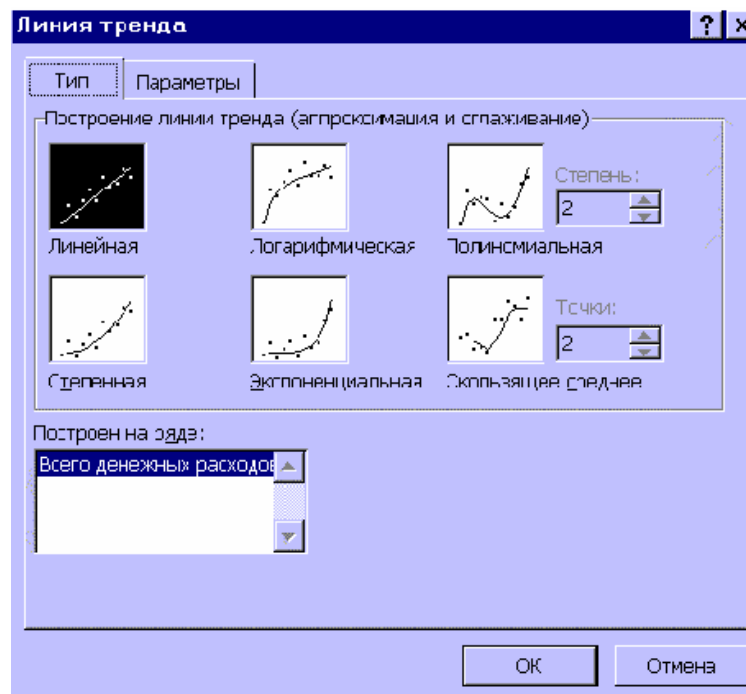 Линия тренда
Тип Параметры
Построение линии тренда (аппроксимация и сглаживание)
Линейная Логарифмическая Полиномиальная Степень:
2
Степенная Экспоненциальная Скользящее среднее Точки:
2
Построен на ряде:
Всего денежных расходов
ОК Отмена